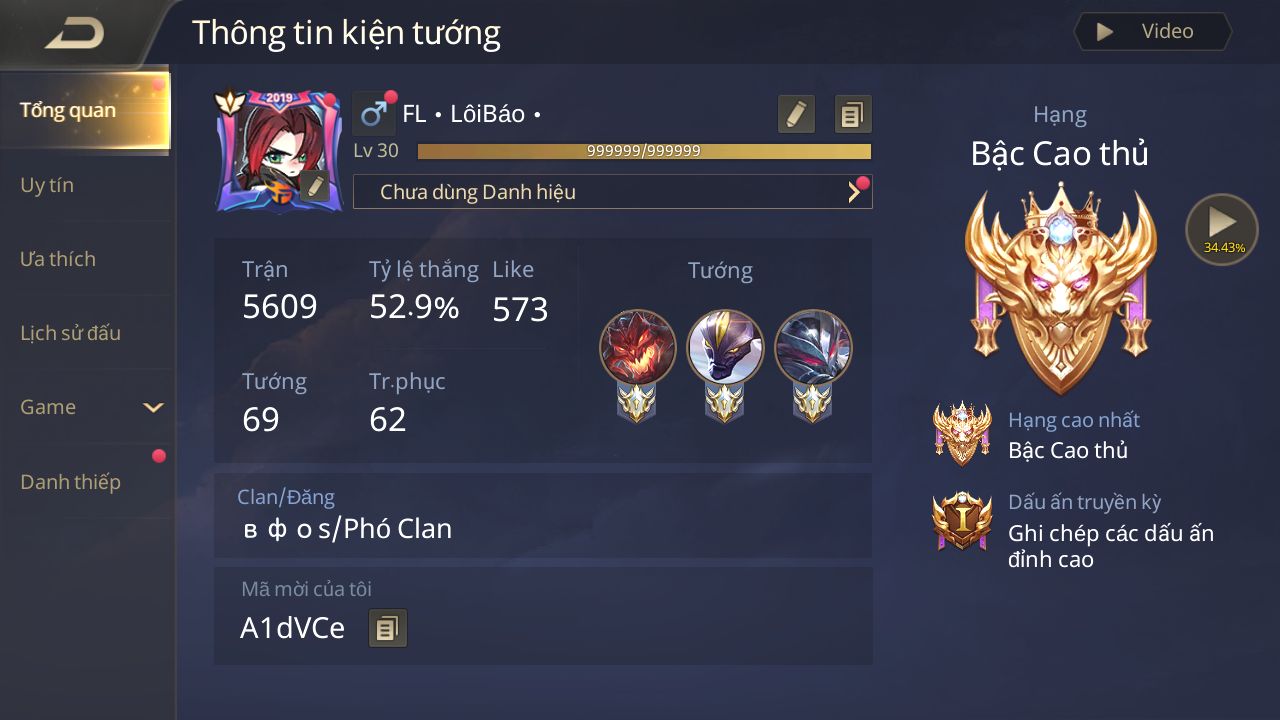 Thông tin kiện tướng
Video
Tổng quan
Uy tín
Ưa thích
Lịch sử đấu
Game
Danh thiếp
2019
FL • LôiBáo •
Lv 30
999999/999999
Chưa dùng Danh hiệu
Trận
Tỷ lệ thắng
Like
5609
52.9%
573
Tướng
Tr.phục
69
62
Tướng
Clan/Đăng
в ф о s/Phó Clan
Mã mời của tôi
A1dVCe
Hạng
Bậc Cao thủ
34.43%
Hạng cao nhất
Bậc Cao thủ
I
Dấu ấn truyền kỳ
Ghi chép các dấu ấn
đỉnh cao